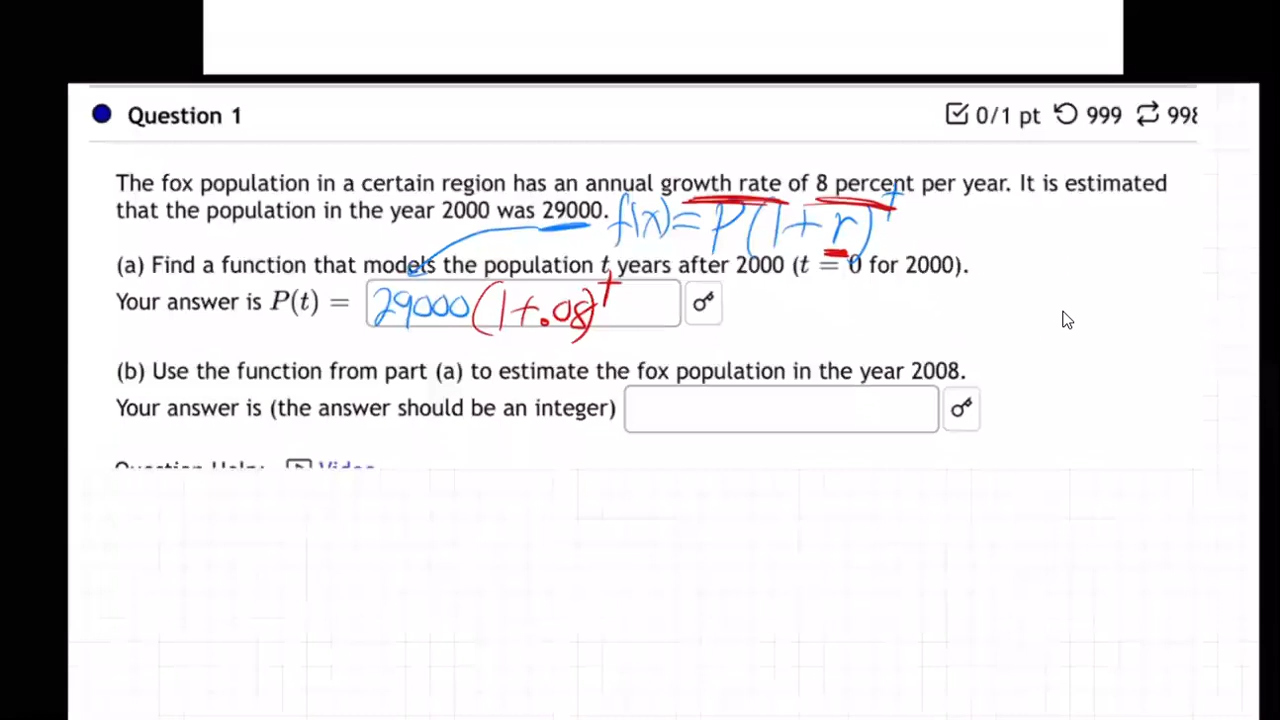 Question 1
0/1 pt 999 998
The fox population in a certain region has an annual growth rate of 8 percent per year. It is estimated
that the population in the year 2000 was 29000.
f(x) = P(1+r)^t
(a) Find a function that models the population t years after 2000 (t = 0 for 2000).
Your answer is P(t) = 29000(1+.08)^t
(b) Use the function from part (a) to estimate the fox population in the year 2008.
Your answer is (the answer should be an integer)
Question Help: Video